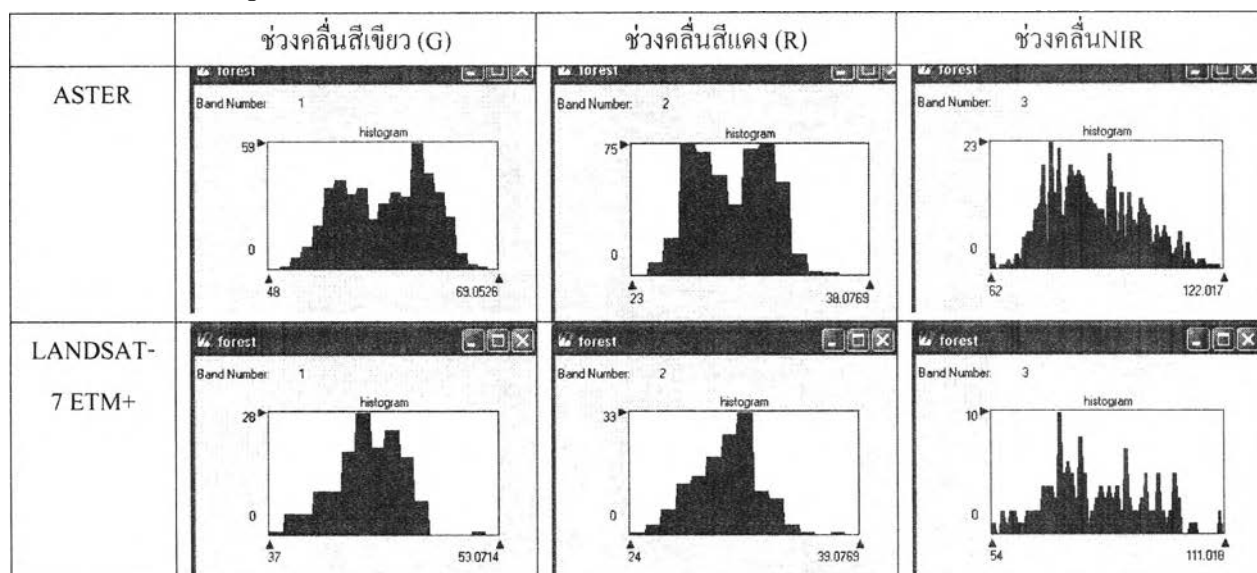 ช่วงคลื่นสีเขียว (G)
ช่วงคลื่นสีแดง (R)
ช่วงคลื่นNIR
ASTER
forest
Band Number: 1
histogram
58
0
48
69.0526
forest
Band Number: 2
histogram
75
0
23
38.0769
forest
Band Number: 3
histogram
23
0
62
122.017
LANDSAT-
7 ETM+
forest
Band Number: 1
histogram
28
0
37
53.0714
forest
Band Number: 2
histogram
33
0
24
39.0769
forest
Band Number: 3
histogram
10
0
54
111.018